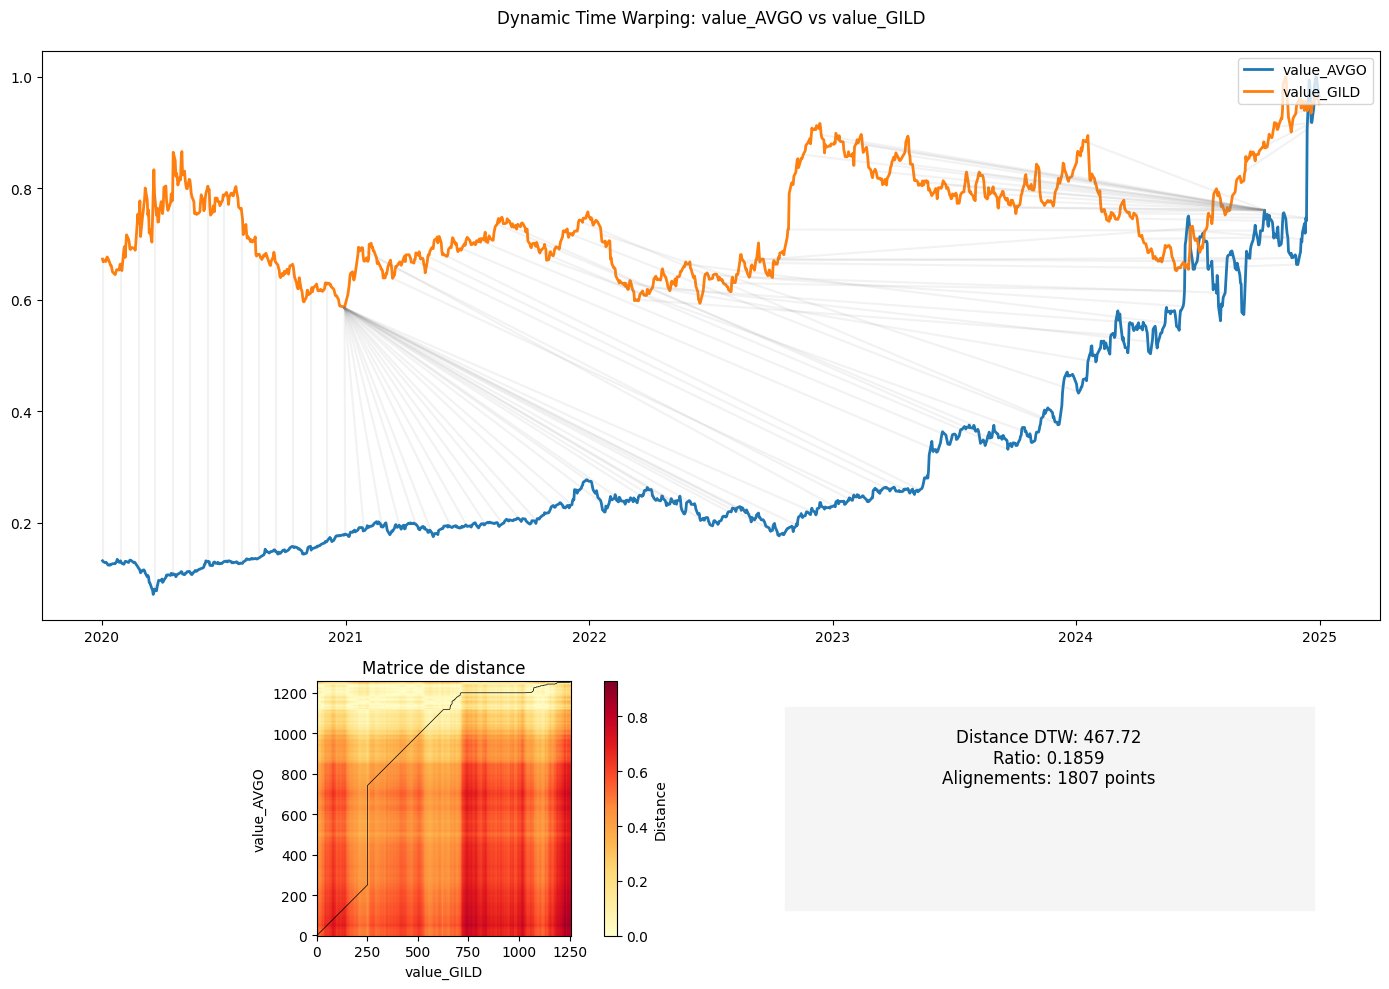 Dynamic Time Warping: value_AVGO vs value_GILD
value_AVGO
value_GILD
1.0
0.8
0.6
0.4
0.2
2020 2021 2022 2023 2024 2025
Matrice de distance
value_AVGO
1200
1000
800
600
400
200
0
0 250 500 750 1000 1250
value_GILD
0.8
0.6
0.4
0.2
0.0
Distance
Distance DTW: 467.72
Ratio: 0.1859
Alignements: 1807 points